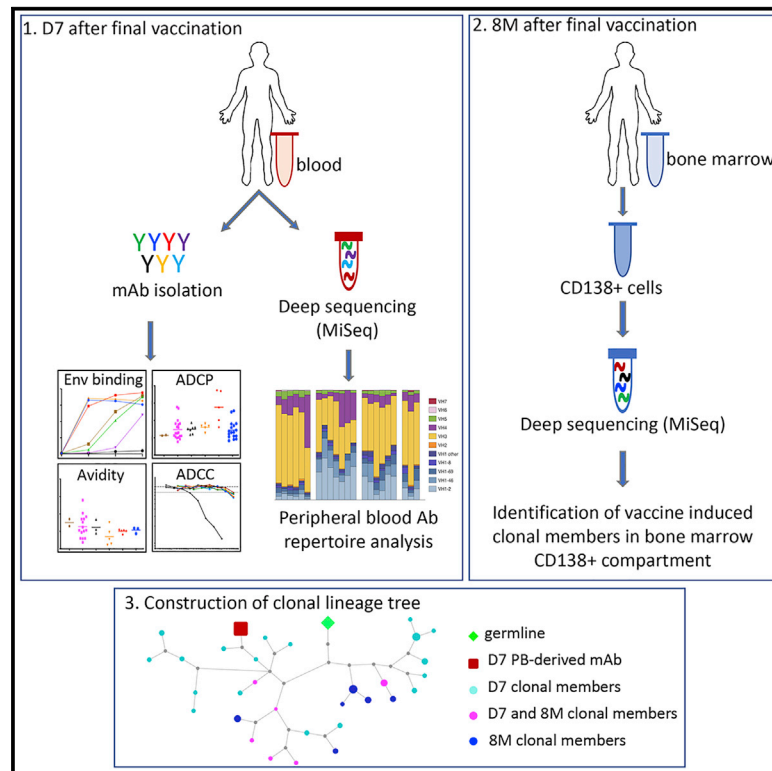 1. D7 after final vaccination
blood
YYYY
YYY
mAb isolation
Deep sequencing
(MiSeq)
Env binding
ADCP
Avidity
ADCC
VH7
VH6
VH5
VH4
VH3
VH2
VH1 other
VH1-8
VH1-69
VH1-46
VH1-2
Peripheral blood Ab
repertoire analysis
2. 8M after final vaccination
bone marrow
CD138+ cells
Deep sequencing (MiSeq)
Identification of vaccine induced
clonal members in bone marrow
CD138+ compartment
3. Construction of clonal lineage tree
germline
D7 PB-derived mAb
D7 clonal members
D7 and 8M clonal members
8M clonal members